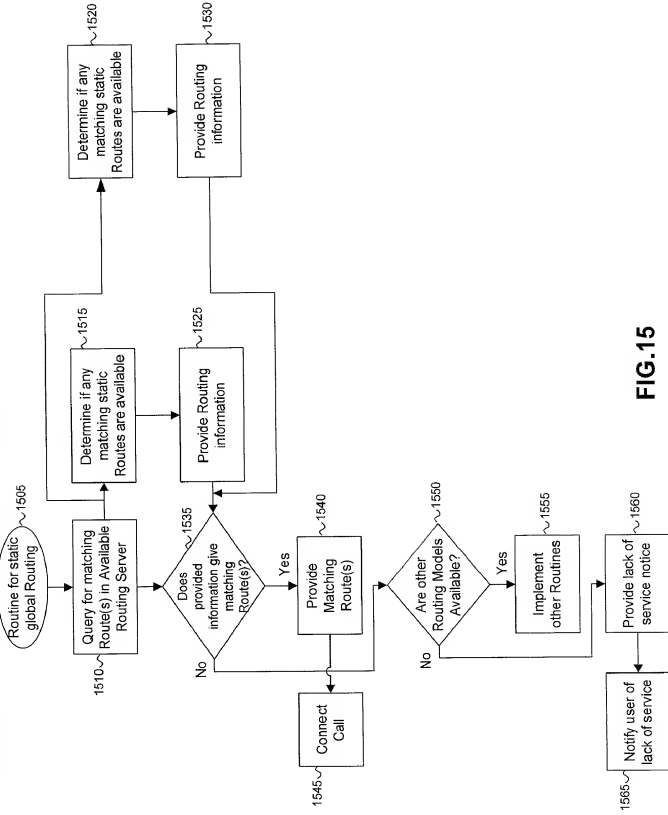 Routine for static
global Routing
1505
Query for matching
Route(s) in Available
Routing Server
1510
Determine if any
matching static
Routes are available
1515
Determine if any
matching static
Routes are available
1520
Provide Routing
information
1525
Provide Routing
information
1530
Does
provided
information give
matching
Route(s)?
1535
Yes
No
Provide
Matching
Route(s)
1540
Connect
Call
1545
Are other
Routing Models
Available?
1550
Yes
No
Implement
other Routines
1555
Provide lack of
service notice
1560
Notify user of
lack of service
1565
FIG.15